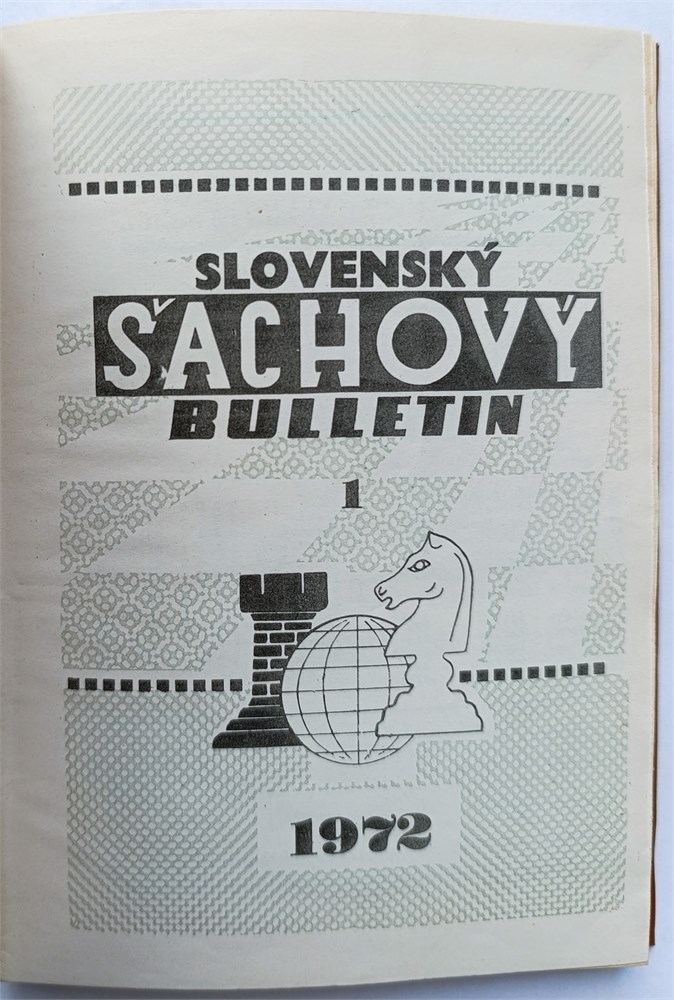 SLOVENSKÝ
ŠACHOVÝ
BULLETIN
1
1972